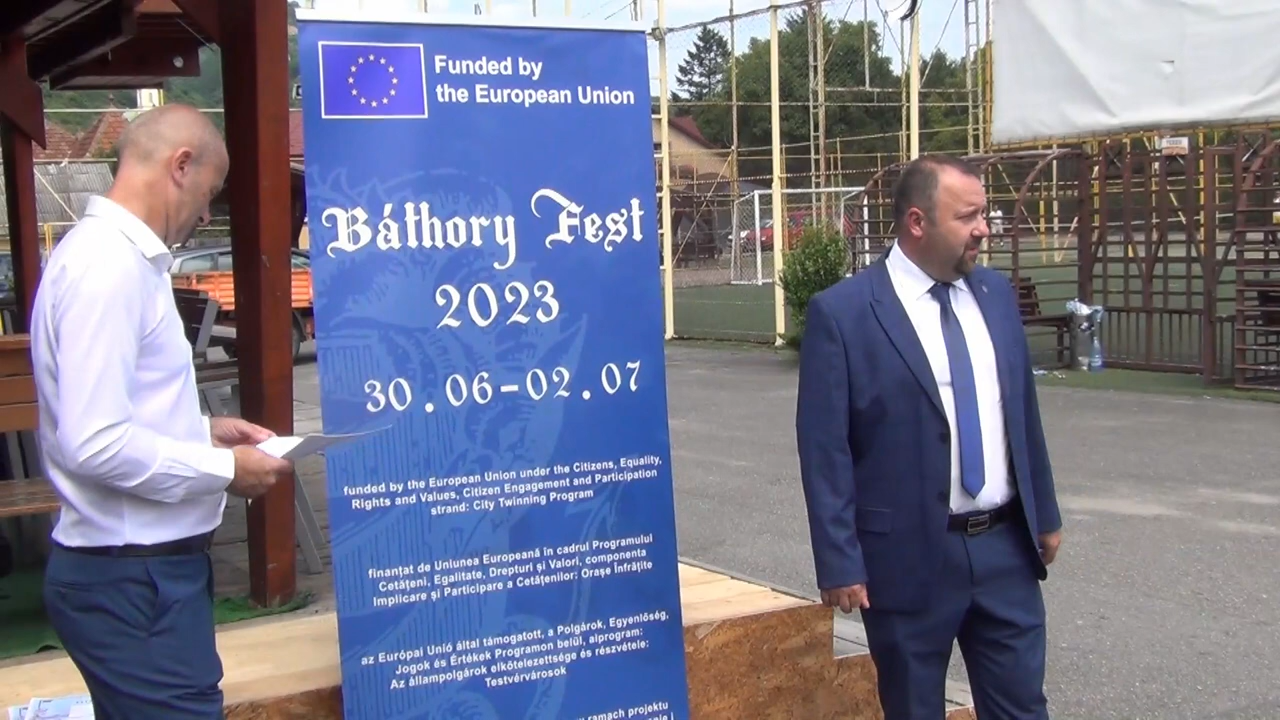 Funded by
the European Union
Báthory Fest
2023
30.06-02.07
funded by the European Union under the Citizens, Equality,
Rights and Values, Citizen Engagement and Participation
strand: City Twinning Program
finanțat de Uniunea Europeană în cadrul Programului
Cetățeni, Egalitate, Drepturi și Valori, componenta
Implicare și Participare a Cetățenilor: Orașe Înfrățite
az Európai Unió által támogatott, a Polgárok, Egyenlőség,
Jogok és Értékek Programon belül, alprogram:
Az állampolgárok elkötelezettsége és részvétele:
Testvérvárosok
ramach projektu